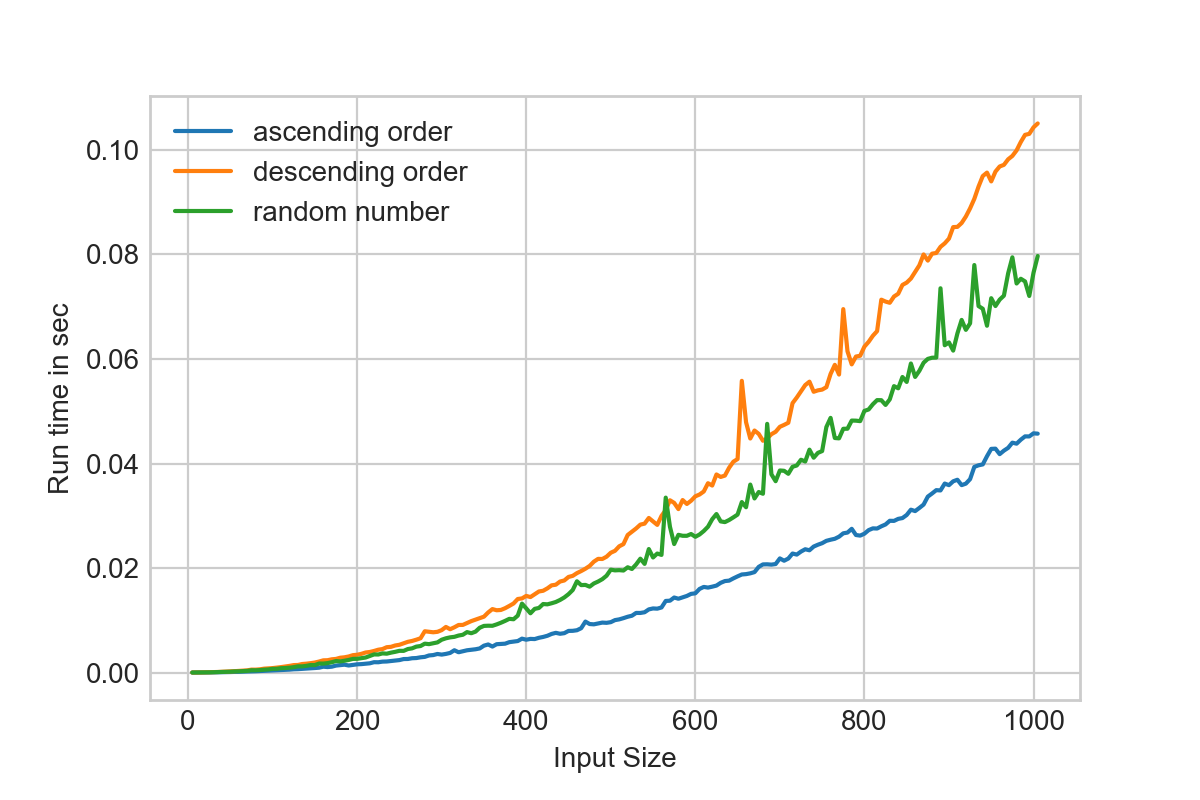 ascending order
descending order
random number
0.10
0.08
0.06
0.04
0.02
0.00
Run time in sec
0 200 400 600 800 1000
Input Size